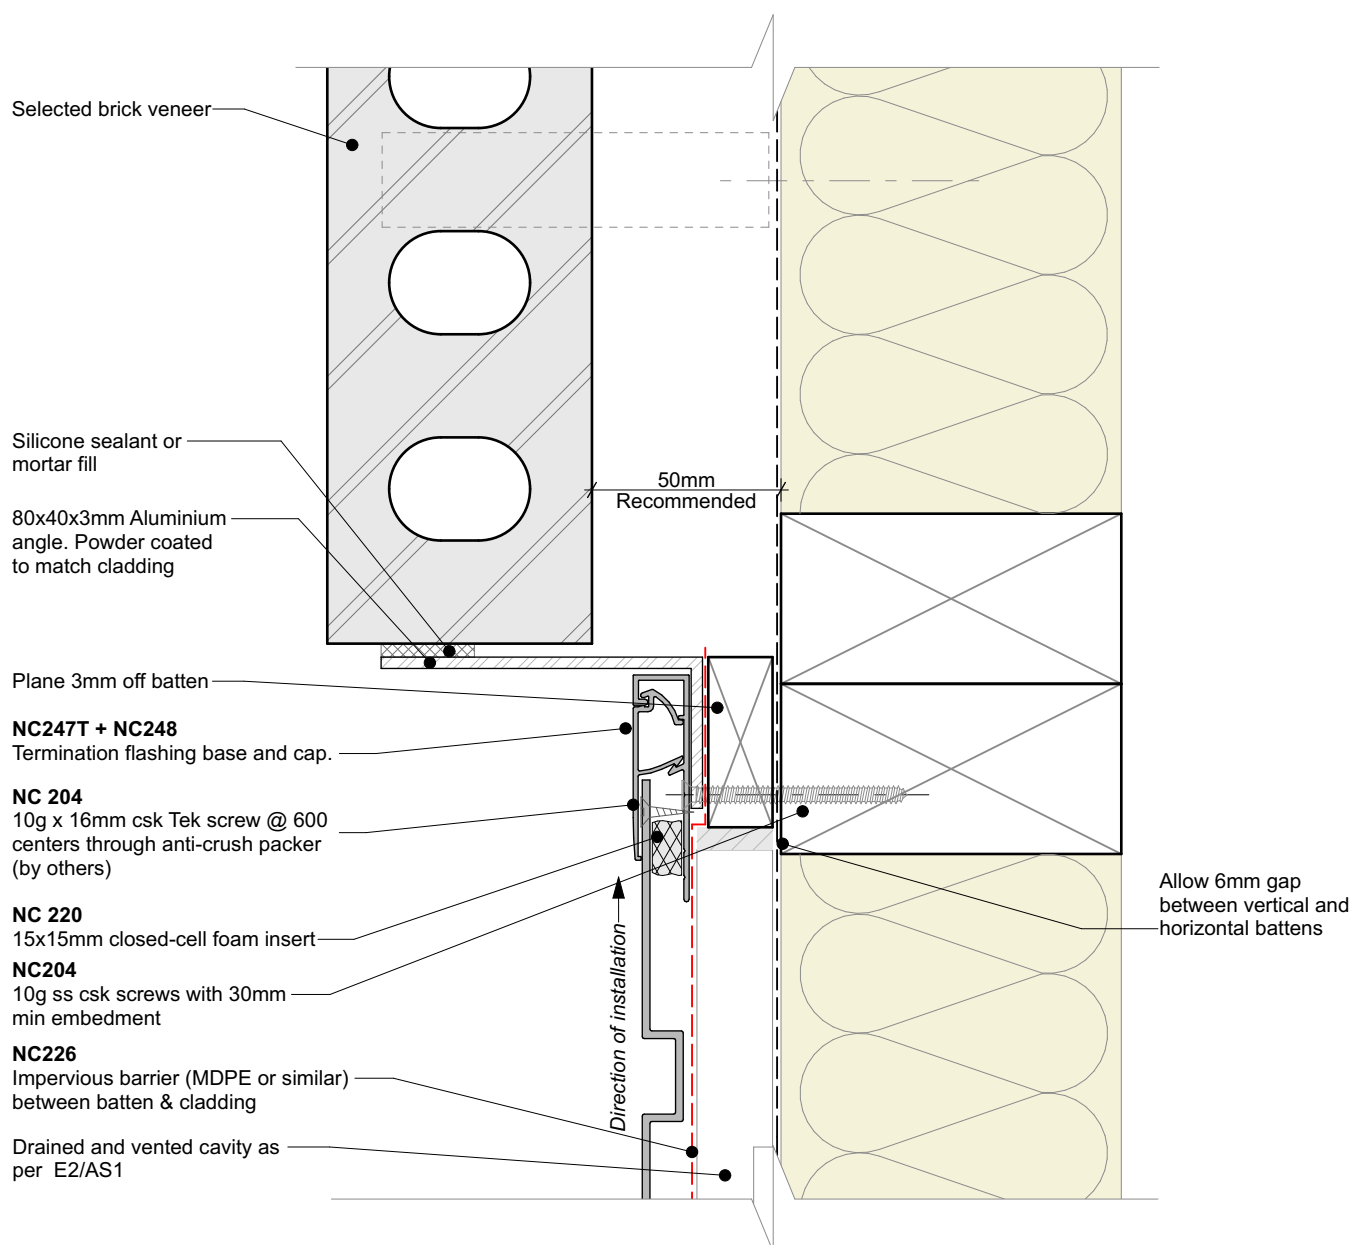 Selected brick veneer
Silicone sealant or
mortar fill
50mm
Recommended
80x40x3mm Aluminium
angle. Powder coated
to match cladding
Plane 3mm off batten
NC247T + NC248
Termination flashing base and cap.
NC 204
10g x 16mm csk Tek screw @ 600
centers through anti-crush packer
(by others)
NC 220
15x15mm closed-cell foam insert
NC204
10g ss csk screws with 30mm
min embedment
NC226
Impervious barrier (MDPE or similar)
between batten & cladding
Drained and vented cavity as
per E2/AS1
Direction of installation
Allow 6mm gap
between vertical and
horizontal battens